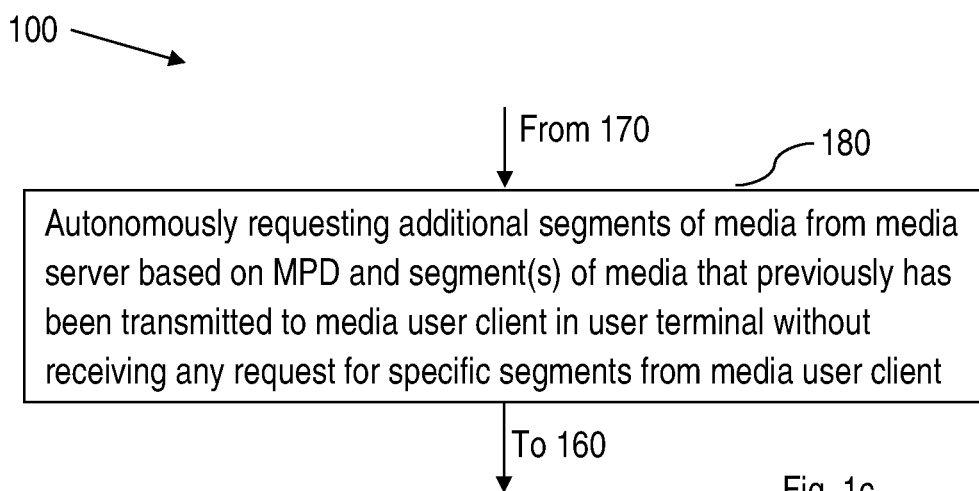 100
From 170
180
Autonomously requesting additional segments of media from media
server based on MPD and segment(s) of media that previously has
been transmitted to media user client in user terminal without
receiving any request for specific segments from media user client
To 160
Fig. 1c